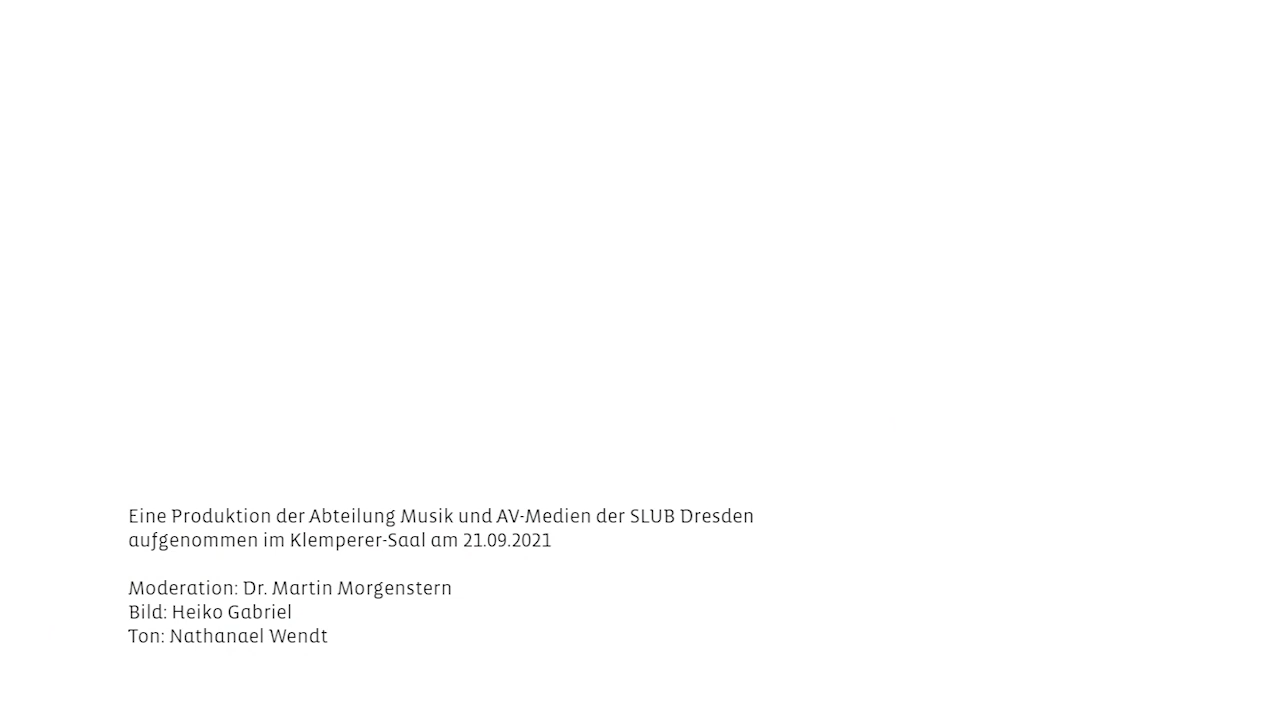 Eine Produktion der Abteilung Musik und AV-Medien der SLUB Dresden
aufgenommen im Klemperer-Saal am 21.09.2021
Moderation: Dr. Martin Morgenstern
Bild: Heiko Gabriel
Ton: Nathanael Wendt